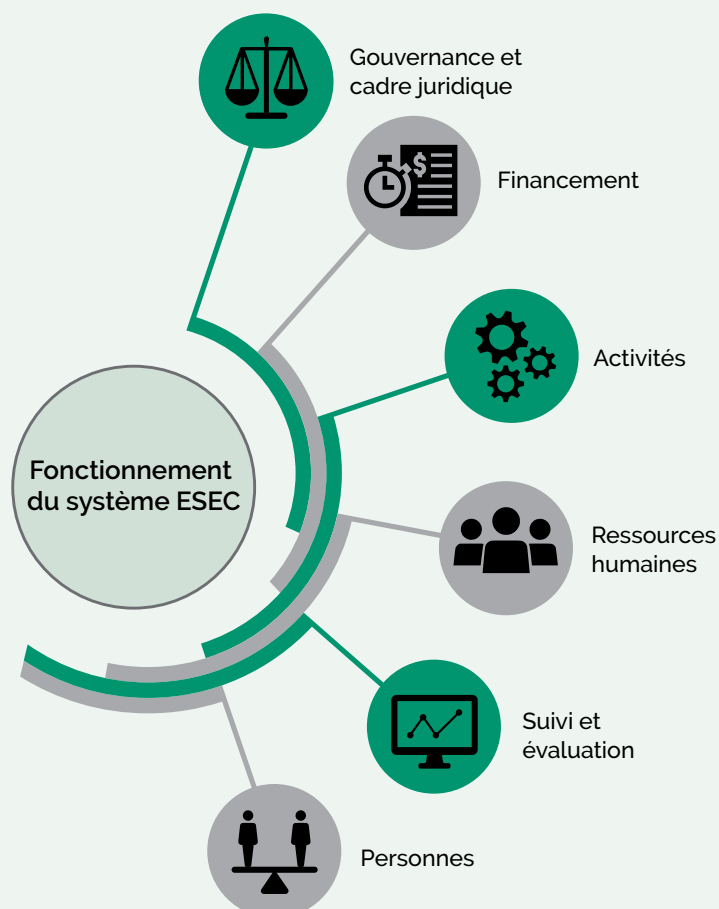 Gouvernance et
cadre juridique
$
Financement
Activités
Fonctionnement
du système ESEC
Ressources
humaines
Suivi et
évaluation
Personnes